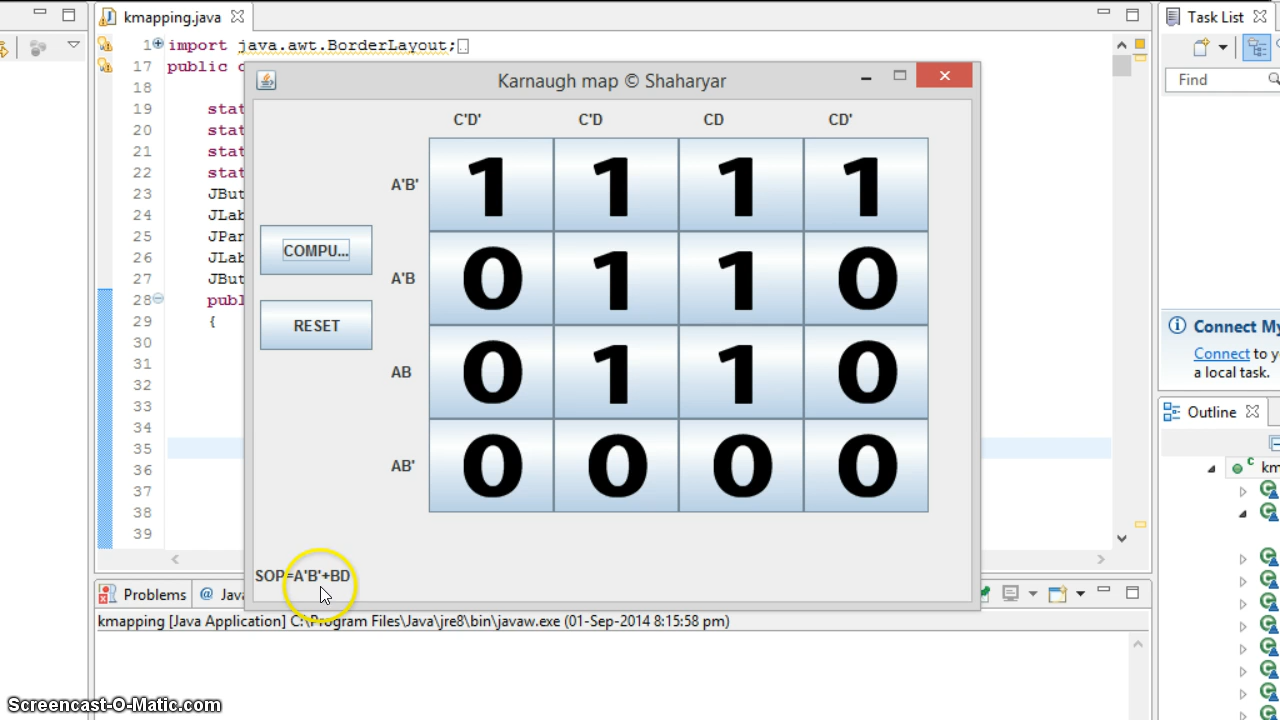 kmapping.java
Task List
1 import java.awt.BorderLayout;
17 public c
18
19 stat
20 stat
21 stat
22 stat
23 JBut
24 JLab
25 JPan
26 JLab
27 JBut
28 publ
29 {
30
31
32
33
34
35
36
37
38
39
Karnaugh map © Shaharyar
C'D' C'D CD CD'
A'B' 1 1 1 1
A'B 0 1 1 0
AB 0 1 1 0
AB' 0 0 0 0
COMPU...
RESET
SOP=A'B'+BD
Find
Connect My
Connect to y
a local task.
Outline
km
Problems @ Java
kmapping [Java Application] C:\Program Files\Java\jre8\bin\javaw.exe (01-Sep-2014 8:15:58 pm)
Screencast-O-Matic.com